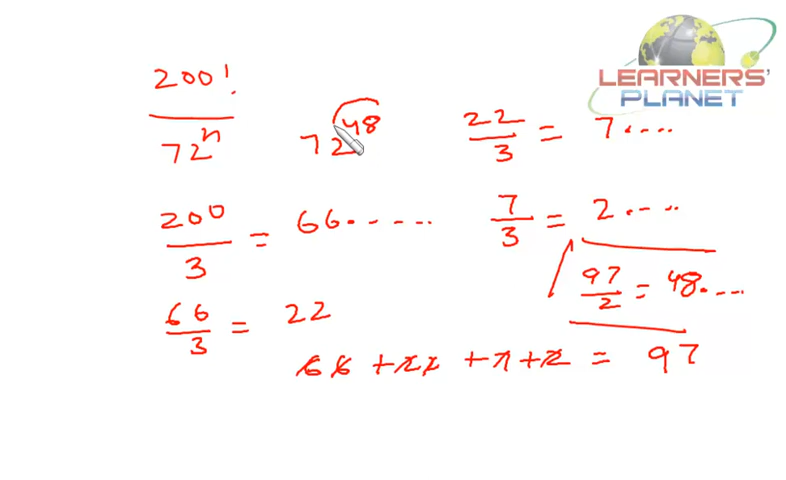 LEARNERS' PLANET
200!
72^n
72^48
22/3 = 7....
200/3 = 66......
7/3 = 2....
97/2 = 48....
66/3 = 22
66 + 22 + 7 + 2 = 97